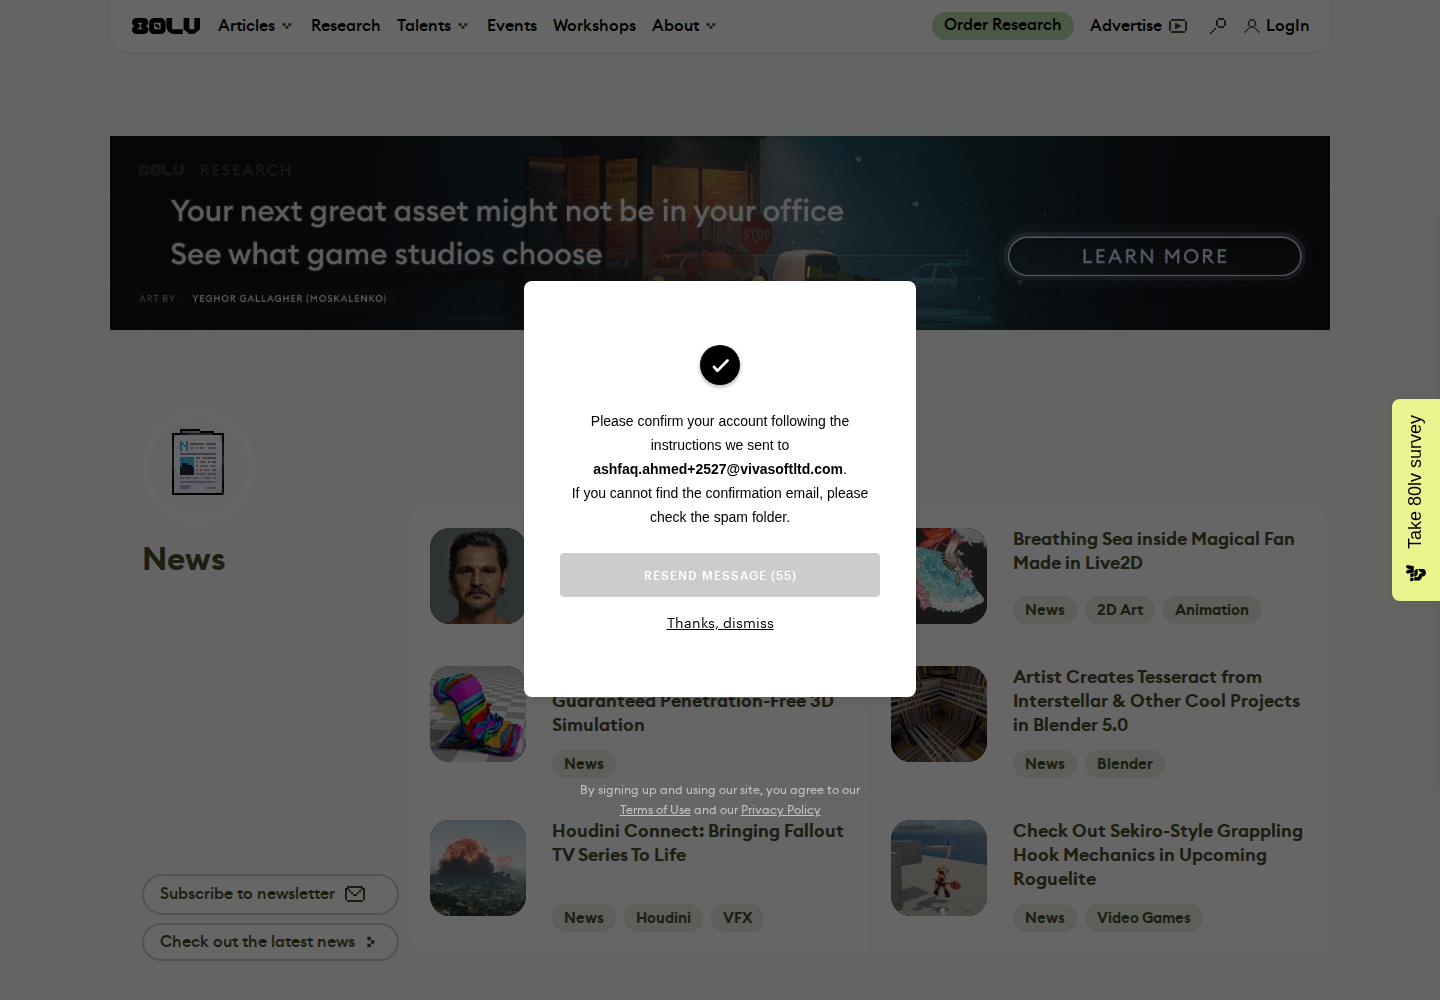 80LV
Articles
Research
Talents
Events
Workshops
About
Order Research
Advertise
LogIn
80LV | RESEARCH
Your next great asset might not be in your office
See what game studios choose
LEARN MORE
STOP
ART BY
YEGHOR GALLAGHER (MOSKALENKO)
Please confirm your account following the
instructions we sent to
ashfaq.ahmed+2527@vivasoftltd.com.
If you cannot find the confirmation email, please
check the spam folder.
RESEND MESSAGE (55)
Thanks, dismiss
Take 80lv survey
News
Breathing Sea inside Magical Fan
Made in Live2D
News
2D Art
Animation
Guaranteed Penetration-Free 3D
Simulation
News
Artist Creates Tesseract from
Interstellar & Other Cool Projects
in Blender 5.0
News
Blender
By signing up and using our site, you agree to our
Terms of Use and our Privacy Policy
Houdini Connect: Bringing Fallout
TV Series To Life
News
Houdini
VFX
Check Out Sekiro-Style Grappling
Hook Mechanics in Upcoming
Roguelite
News
Video Games
Subscribe to newsletter
Check out the latest news